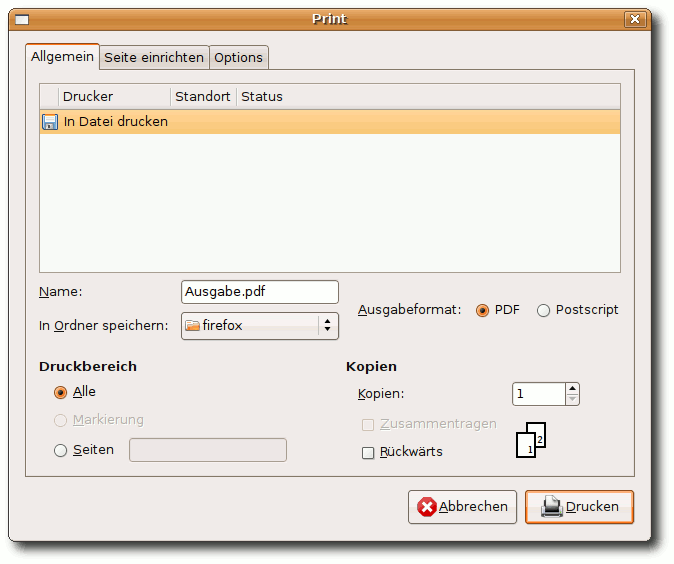 Print
Allgemein Seite einrichten Options
Drucker Standort Status
In Datei drucken
Name: Ausgabe.pdf
Ausgabeformat: PDF Postscript
In Ordner speichern: firefox
Druckbereich Kopien
Alle Kopien: 1
Markierung Zusammentragen
Seiten Rückwärts
1 2
Abbrechen Drucken